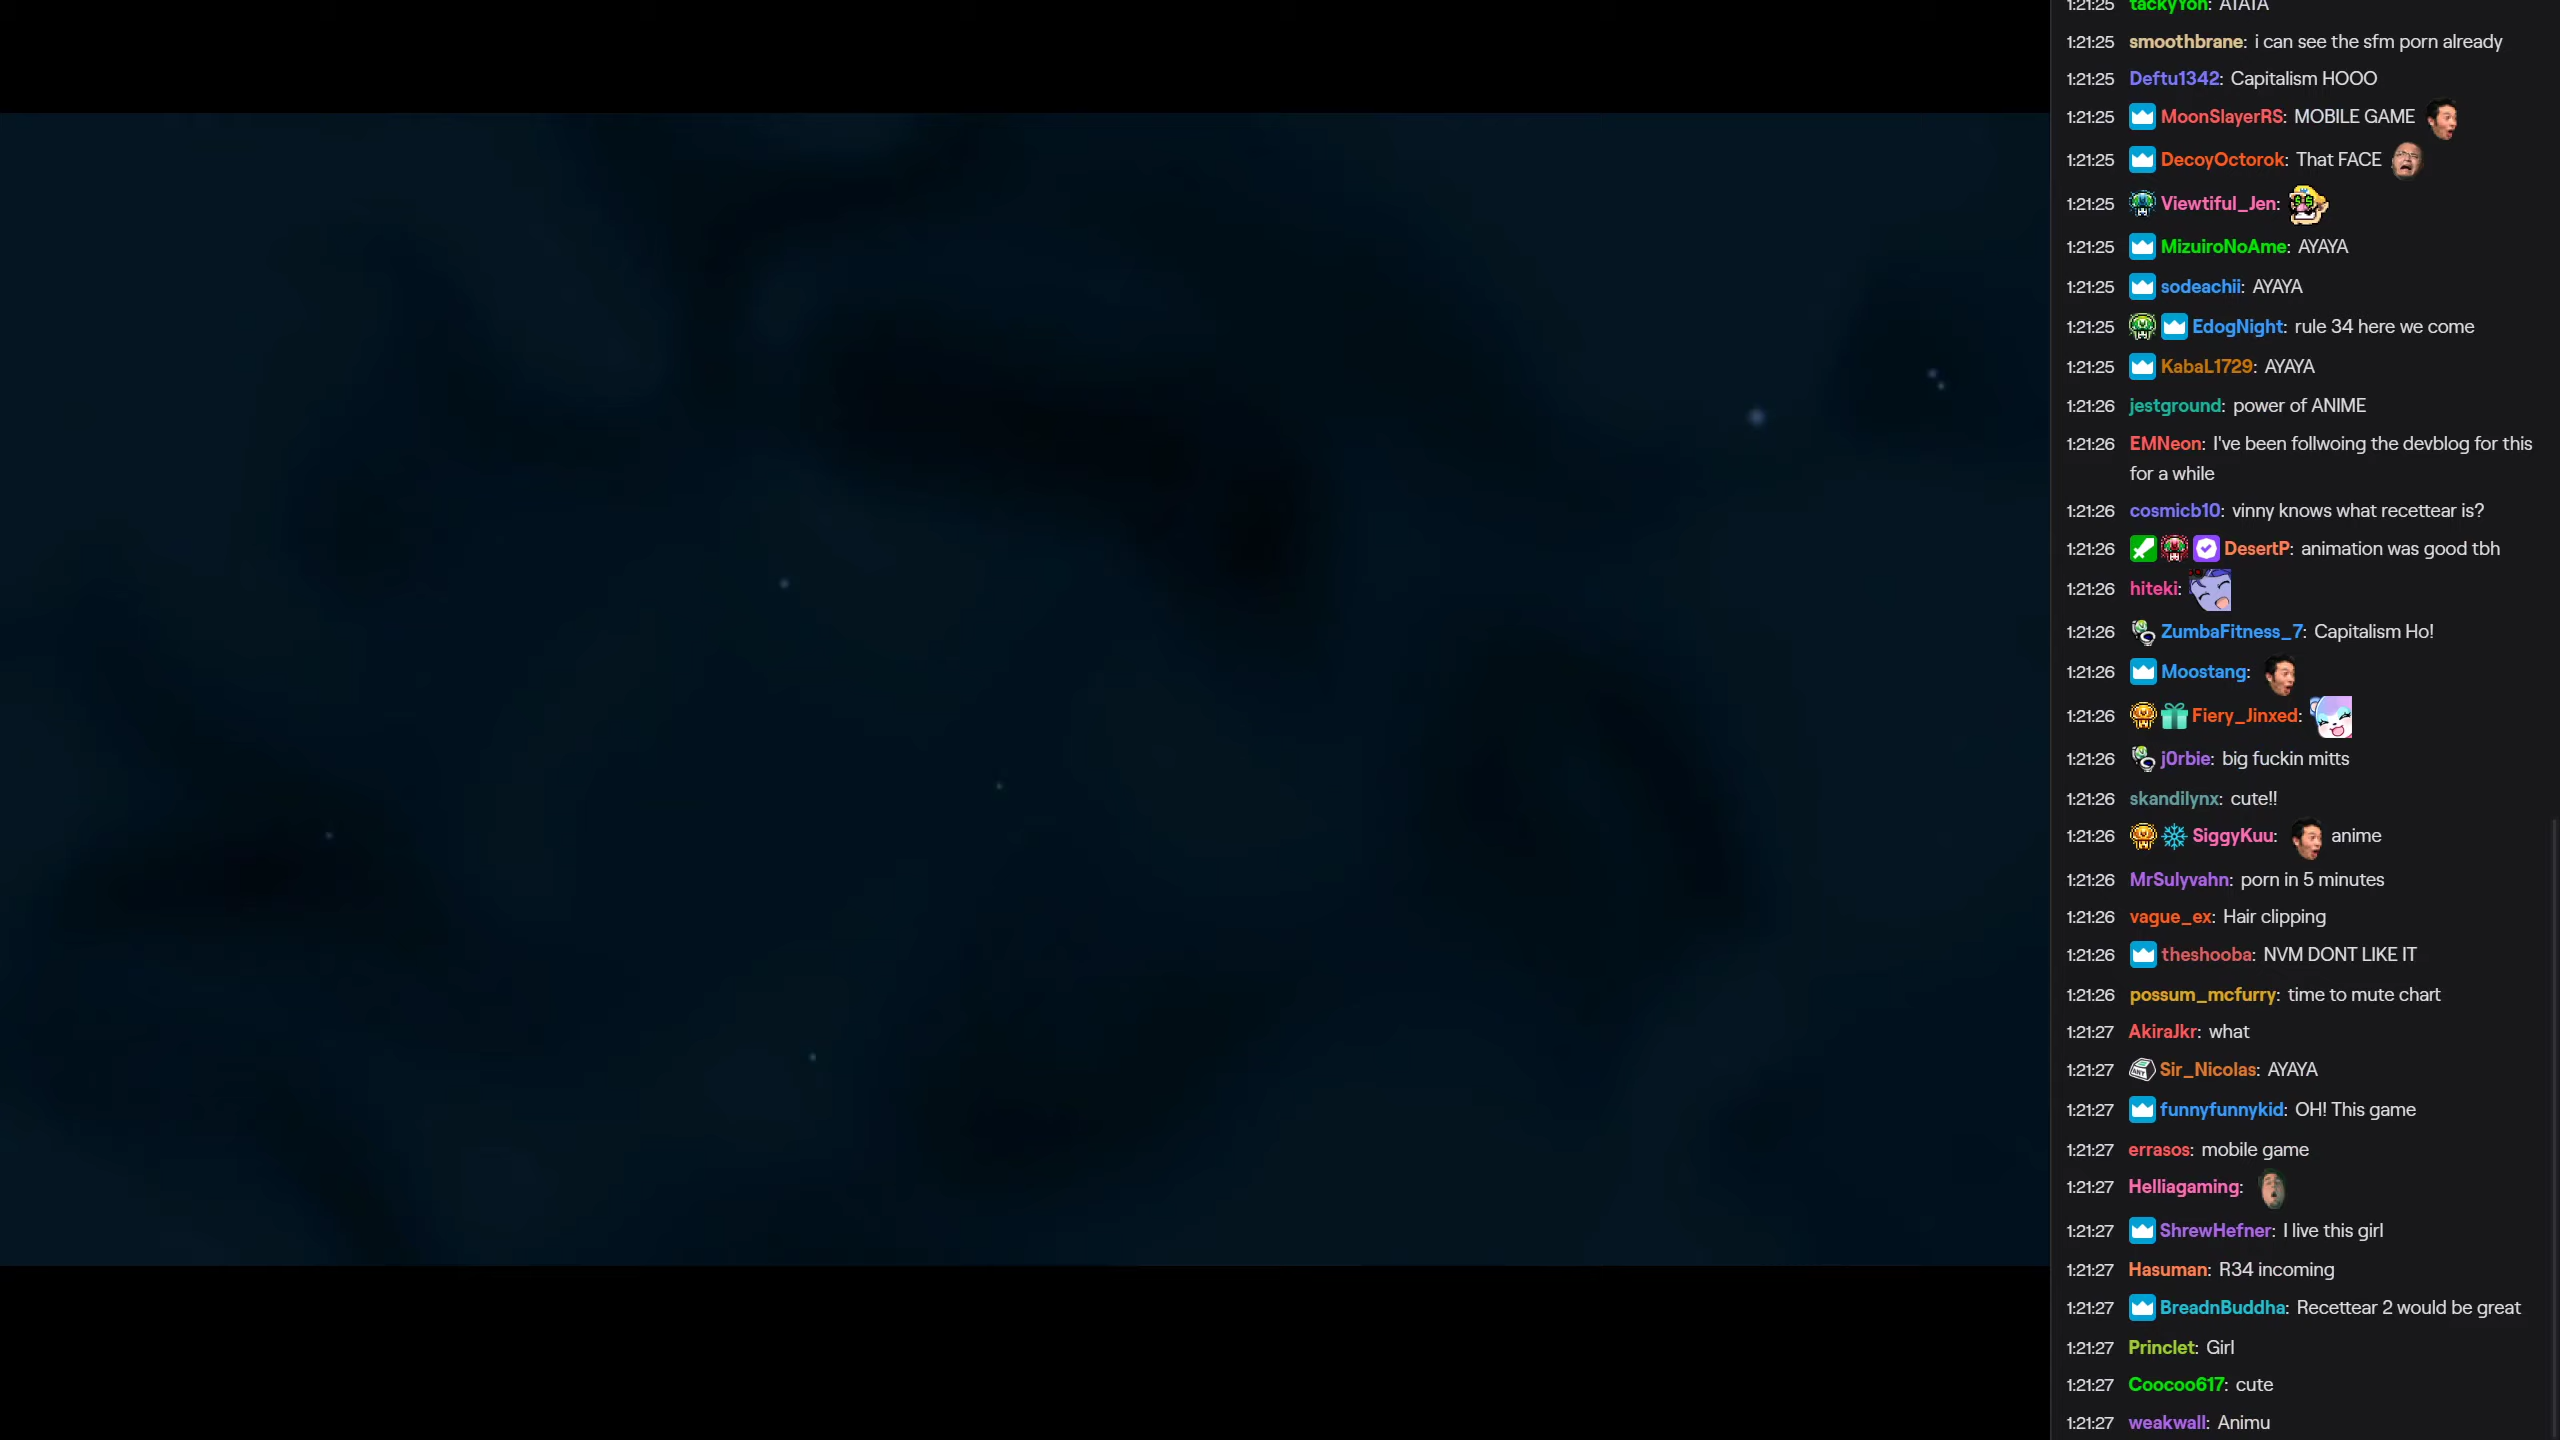 1:21:25 tackyYon: ATATA
1:21:25 smoothbrane: i can see the sfm porn already
1:21:25 Deftu1342: Capitalism HOOO
1:21:25 MoonSlayerRS: MOBILE GAME
1:21:25 DecoyOctorok: That FACE
1:21:25 Viewtiful_Jen:
1:21:25 MizuiroNoAme: AYAYA
1:21:25 sodeachii: AYAYA
1:21:25 EdogNight: rule 34 here we come
1:21:25 KabaL1729: AYAYA
1:21:26 jestground: power of ANIME
1:21:26 EMNeon: I've been follwoing the devblog for this
for a while
1:21:26 cosmicb10: vinny knows what recettear is?
1:21:26 DesertP: animation was good tbh
1:21:26 hiteki:
1:21:26 ZumbaFitness_7: Capitalism Ho!
1:21:26 Moostang:
1:21:26 Fiery_Jinxed:
1:21:26 j0rbie: big fuckin mitts
1:21:26 skandilynx: cute!!
1:21:26 SiggyKuu: anime
1:21:26 MrSulyvahn: porn in 5 minutes
1:21:26 vague_ex: Hair clipping
1:21:26 theshooba: NVM DONT LIKE IT
1:21:26 possum_mcfurry: time to mute chart
1:21:27 AkiraJkr: what
1:21:27 Sir_Nicolas: AYAYA
1:21:27 funnyfunnykid: OH! This game
1:21:27 errasos: mobile game
1:21:27 Helliagaming:
1:21:27 ShrewHefner: I live this girl
1:21:27 Hasuman: R34 incoming
1:21:27 BreadnBuddha: Recettear 2 would be great
1:21:27 Princlet: Girl
1:21:27 Coocoo617: cute
1:21:27 weakwall: Animu